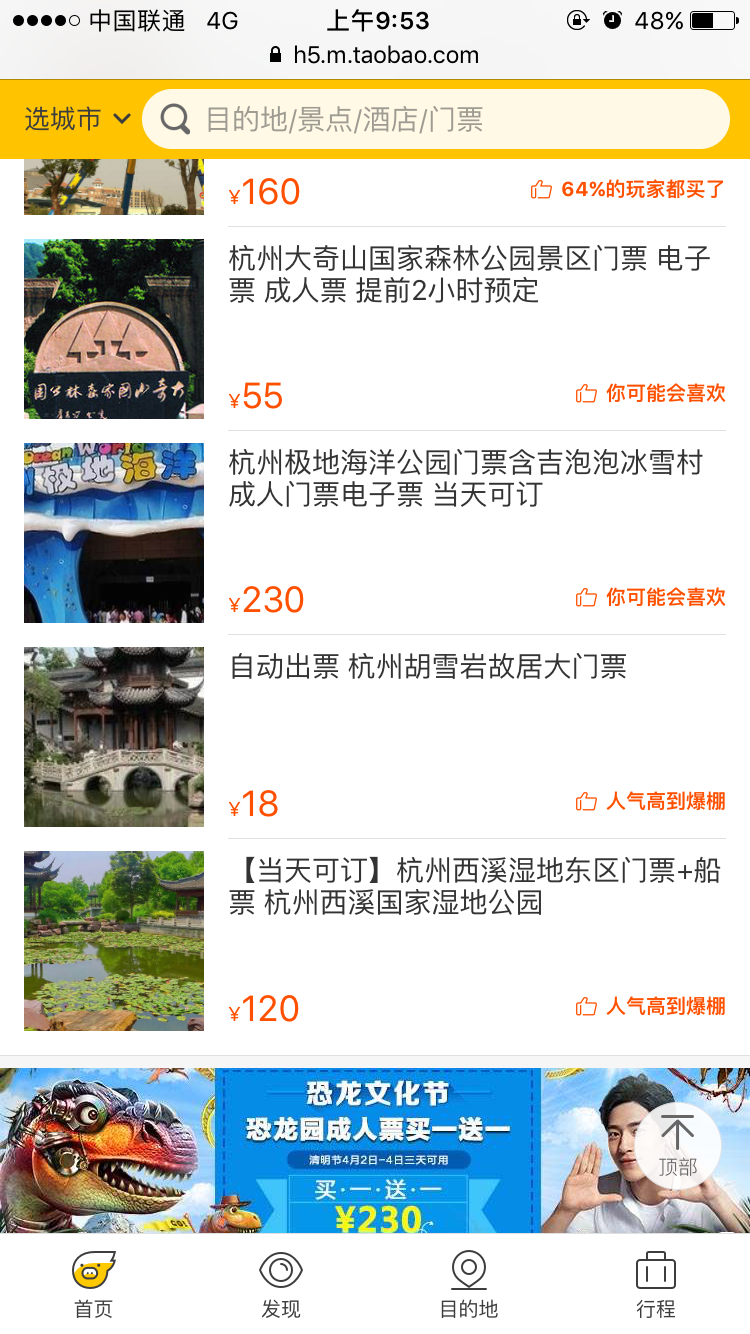 中国联通 4G 上午9:53 48%
h5.m.taobao.com
选城市 目的地/景点/酒店/门票
¥160 64%的玩家都买了
杭州大奇山国家森林公园景区门票 电子
票 成人票 提前2小时预定
大奇山国家森林公园
¥55 你可能会喜欢
Ocean World
州极地海洋
杭州极地海洋公园门票含吉泡泡冰雪村
成人门票电子票 当天可订
¥230 你可能会喜欢
自动出票 杭州胡雪岩故居大门票
¥18 人气高到爆棚
【当天可订】杭州西溪湿地东区门票+船
票 杭州西溪国家湿地公园
¥120 人气高到爆棚
恐龙文化节
恐龙园成人票买一送一
清明节4月2日-4日三天可用
买·一·送·一
¥230
GO!
顶部
首页 发现 目的地 行程